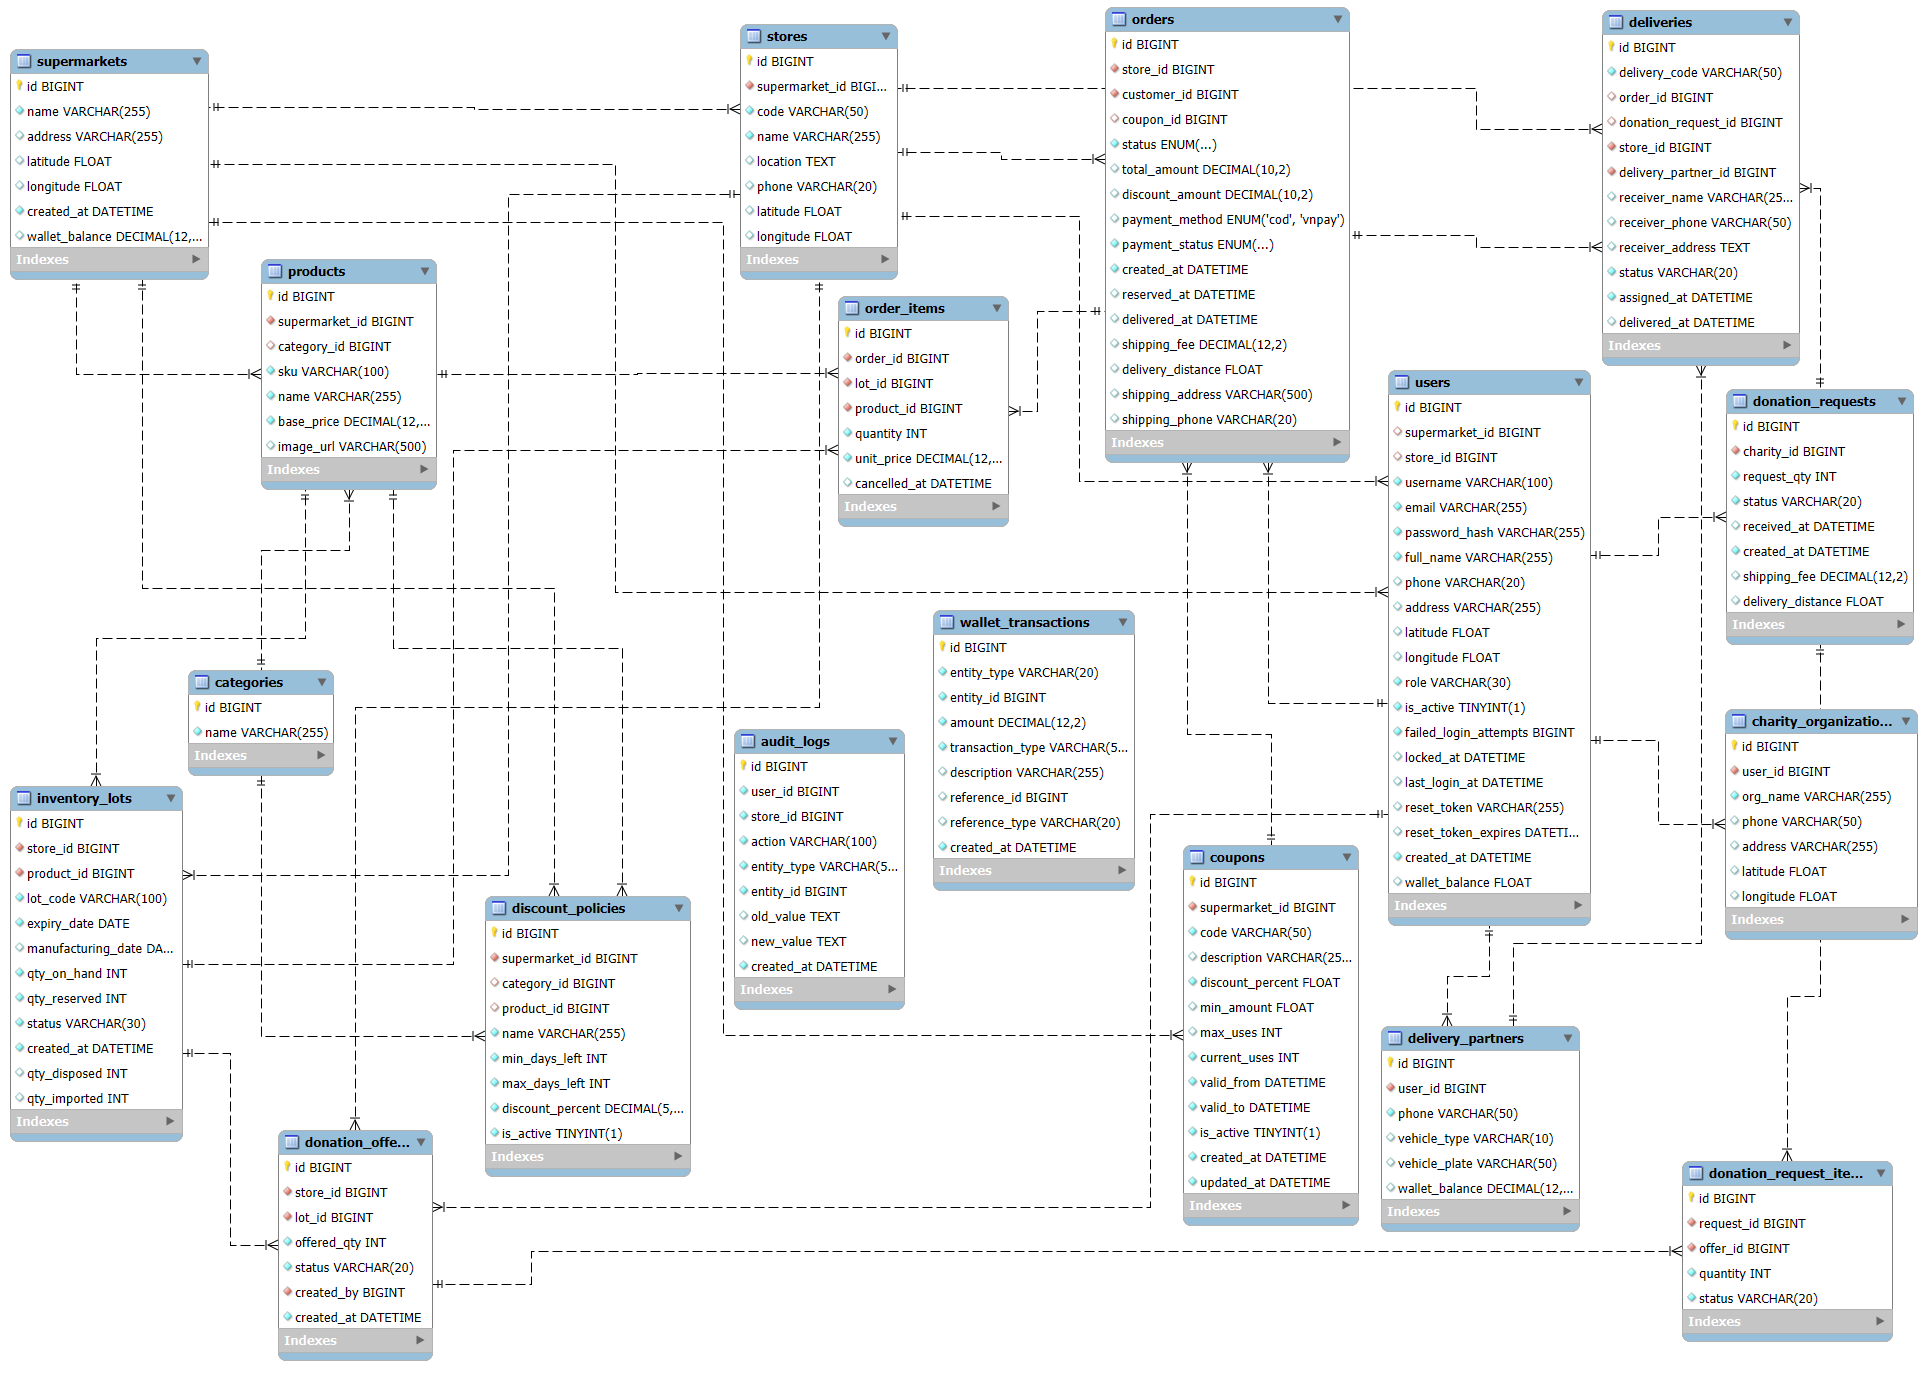 supermarkets
id BIGINT
name VARCHAR(255)
address VARCHAR(255)
latitude FLOAT
longitude FLOAT
created_at DATETIME
wallet_balance DECIMAL(12,...
Indexes
stores
id BIGINT
supermarket_id BIGI...
code VARCHAR(50)
name VARCHAR(255)
location TEXT
phone VARCHAR(20)
latitude FLOAT
longitude FLOAT
Indexes
orders
id BIGINT
store_id BIGINT
customer_id BIGINT
coupon_id BIGINT
status ENUM(...)
total_amount DECIMAL(10,2)
discount_amount DECIMAL(10,2)
payment_method ENUM('cod', 'vnpay')
payment_status ENUM(...)
created_at DATETIME
reserved_at DATETIME
delivered_at DATETIME
shipping_fee DECIMAL(12,2)
delivery_distance FLOAT
shipping_address VARCHAR(500)
shipping_phone VARCHAR(20)
Indexes
deliveries
id BIGINT
delivery_code VARCHAR(50)
order_id BIGINT
donation_request_id BIGINT
store_id BIGINT
delivery_partner_id BIGINT
receiver_name VARCHAR(25...
receiver_phone VARCHAR(50)
receiver_address TEXT
status VARCHAR(20)
assigned_at DATETIME
delivered_at DATETIME
Indexes
products
id BIGINT
supermarket_id BIGINT
category_id BIGINT
sku VARCHAR(100)
name VARCHAR(255)
base_price DECIMAL(12,...
image_url VARCHAR(500)
Indexes
order_items
id BIGINT
order_id BIGINT
lot_id BIGINT
product_id BIGINT
quantity INT
unit_price DECIMAL(12,...
cancelled_at DATETIME
Indexes
users
id BIGINT
supermarket_id BIGINT
store_id BIGINT
username VARCHAR(100)
email VARCHAR(255)
password_hash VARCHAR(255)
full_name VARCHAR(255)
phone VARCHAR(20)
address VARCHAR(255)
latitude FLOAT
longitude FLOAT
role VARCHAR(30)
is_active TINYINT(1)
failed_login_attempts BIGINT
locked_at DATETIME
last_login_at DATETIME
reset_token VARCHAR(255)
reset_token_expires DATETI...
created_at DATETIME
wallet_balance FLOAT
Indexes
donation_requests
id BIGINT
charity_id BIGINT
request_qty INT
status VARCHAR(20)
received_at DATETIME
created_at DATETIME
shipping_fee DECIMAL(12,2)
delivery_distance FLOAT
Indexes
wallet_transactions
id BIGINT
entity_type VARCHAR(20)
entity_id BIGINT
amount DECIMAL(12,2)
transaction_type VARCHAR(5...
description VARCHAR(255)
reference_id BIGINT
reference_type VARCHAR(20)
created_at DATETIME
Indexes
categories
id BIGINT
name VARCHAR(255)
Indexes
audit_logs
id BIGINT
user_id BIGINT
store_id BIGINT
action VARCHAR(100)
entity_type VARCHAR(5...
entity_id BIGINT
old_value TEXT
new_value TEXT
created_at DATETIME
Indexes
charity_organizatio...
id BIGINT
user_id BIGINT
org_name VARCHAR(255)
phone VARCHAR(50)
address VARCHAR(255)
latitude FLOAT
longitude FLOAT
Indexes
inventory_lots
id BIGINT
store_id BIGINT
product_id BIGINT
lot_code VARCHAR(100)
expiry_date DATE
manufacturing_date DA...
qty_on_hand INT
qty_reserved INT
status VARCHAR(30)
created_at DATETIME
qty_disposed INT
qty_imported INT
Indexes
coupons
id BIGINT
supermarket_id BIGINT
code VARCHAR(50)
description VARCHAR(25...
discount_percent FLOAT
min_amount FLOAT
max_uses INT
current_uses INT
valid_from DATETIME
valid_to DATETIME
is_active TINYINT(1)
created_at DATETIME
updated_at DATETIME
Indexes
discount_policies
id BIGINT
supermarket_id BIGINT
category_id BIGINT
product_id BIGINT
name VARCHAR(255)
min_days_left INT
max_days_left INT
discount_percent DECIMAL(5,...
is_active TINYINT(1)
Indexes
delivery_partners
id BIGINT
user_id BIGINT
phone VARCHAR(50)
vehicle_type VARCHAR(10)
vehicle_plate VARCHAR(50)
wallet_balance DECIMAL(12,...
Indexes
donation_offe...
id BIGINT
store_id BIGINT
lot_id BIGINT
offered_qty INT
status VARCHAR(20)
created_by BIGINT
created_at DATETIME
Indexes
donation_request_ite...
id BIGINT
request_id BIGINT
offer_id BIGINT
quantity INT
status VARCHAR(20)
Indexes